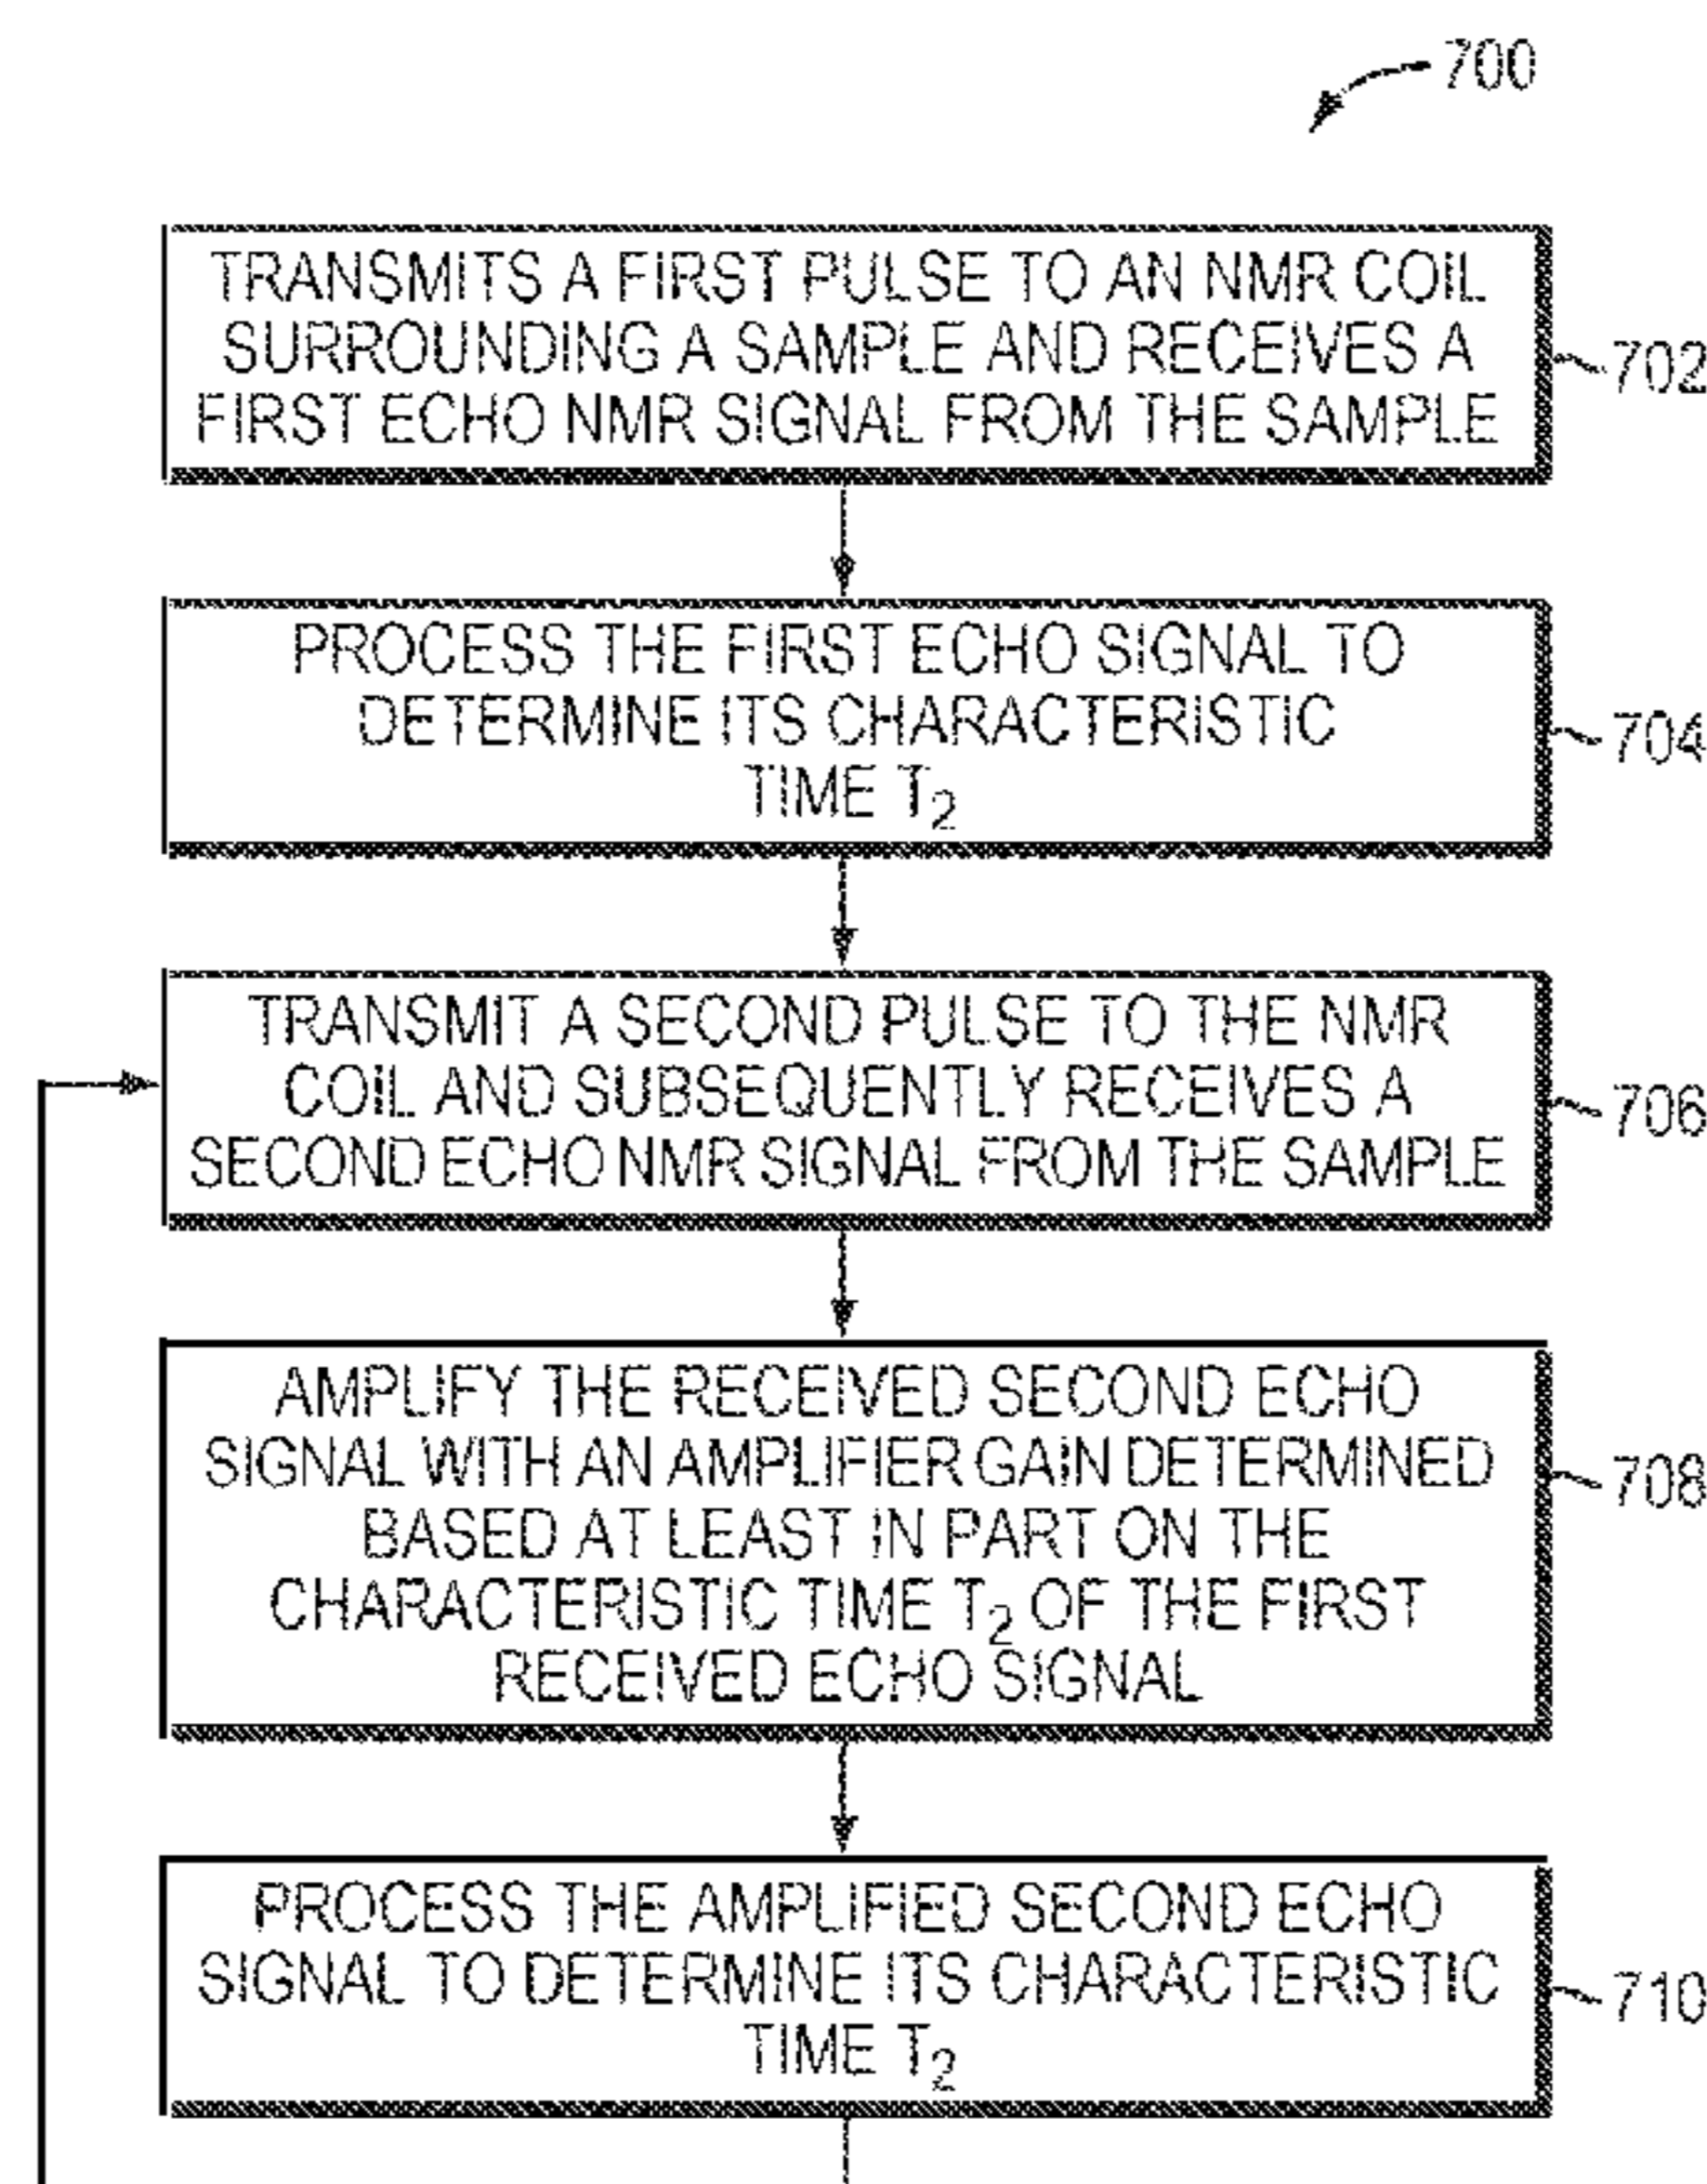 700
TRANSMITS A FIRST PULSE TO AN NMR COIL
SURROUNDING A SAMPLE AND RECEIVES A
FIRST ECHO NMR SIGNAL FROM THE SAMPLE
702
PROCESS THE FIRST ECHO SIGNAL TO
DETERMINE ITS CHARACTERISTIC
TIME T2
704
TRANSMIT A SECOND PULSE TO THE NMR
COIL AND SUBSEQUENTLY RECEIVES A
SECOND ECHO NMR SIGNAL FROM THE SAMPLE
706
AMPLIFY THE RECEIVED SECOND ECHO
SIGNAL WITH AN AMPLIFIER GAIN DETERMINED
BASED AT LEAST IN PART ON THE
CHARACTERISTIC TIME T2 OF THE FIRST
RECEIVED ECHO SIGNAL
708
PROCESS THE AMPLIFIED SECOND ECHO
SIGNAL TO DETERMINE ITS CHARACTERISTIC
TIME T2
710